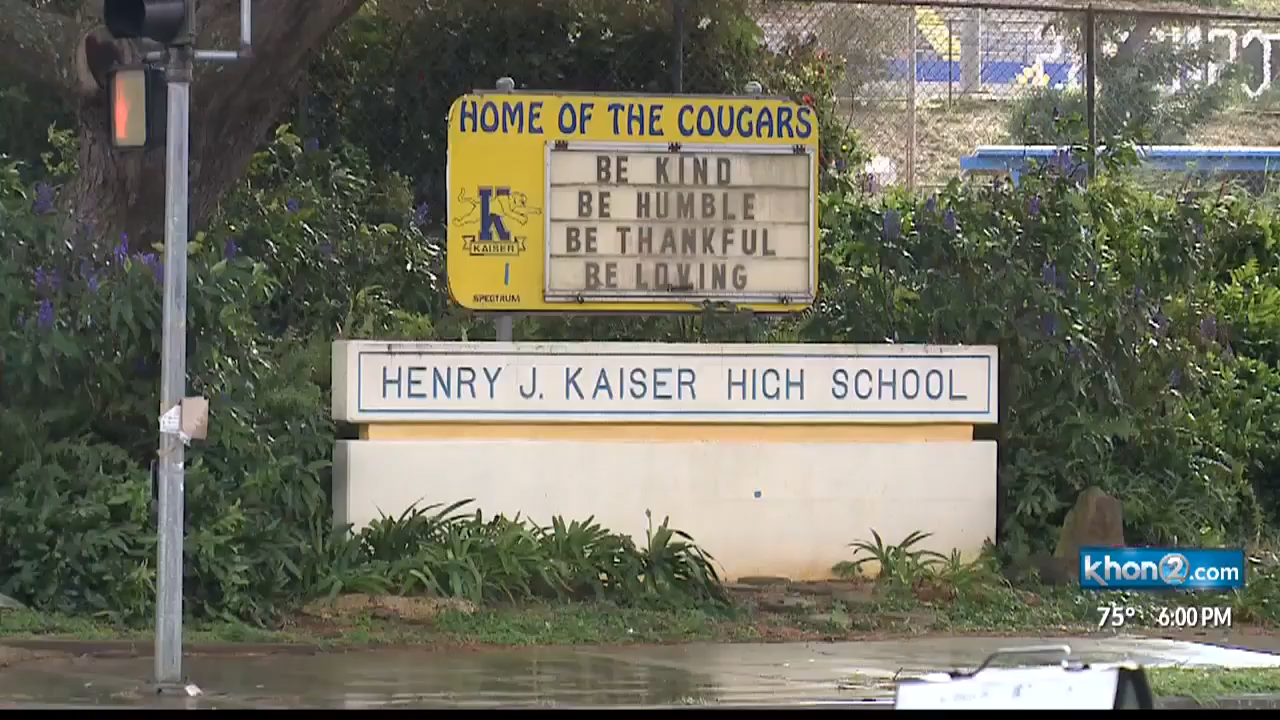 HOME OF THE COUGARS
BE KIND
BE HUMBLE
BE THANKFUL
BE LOVING
K
KAISER
SPECTRUM
HENRY J. KAISER HIGH SCHOOL
khon2.com
75° 6:00 PM